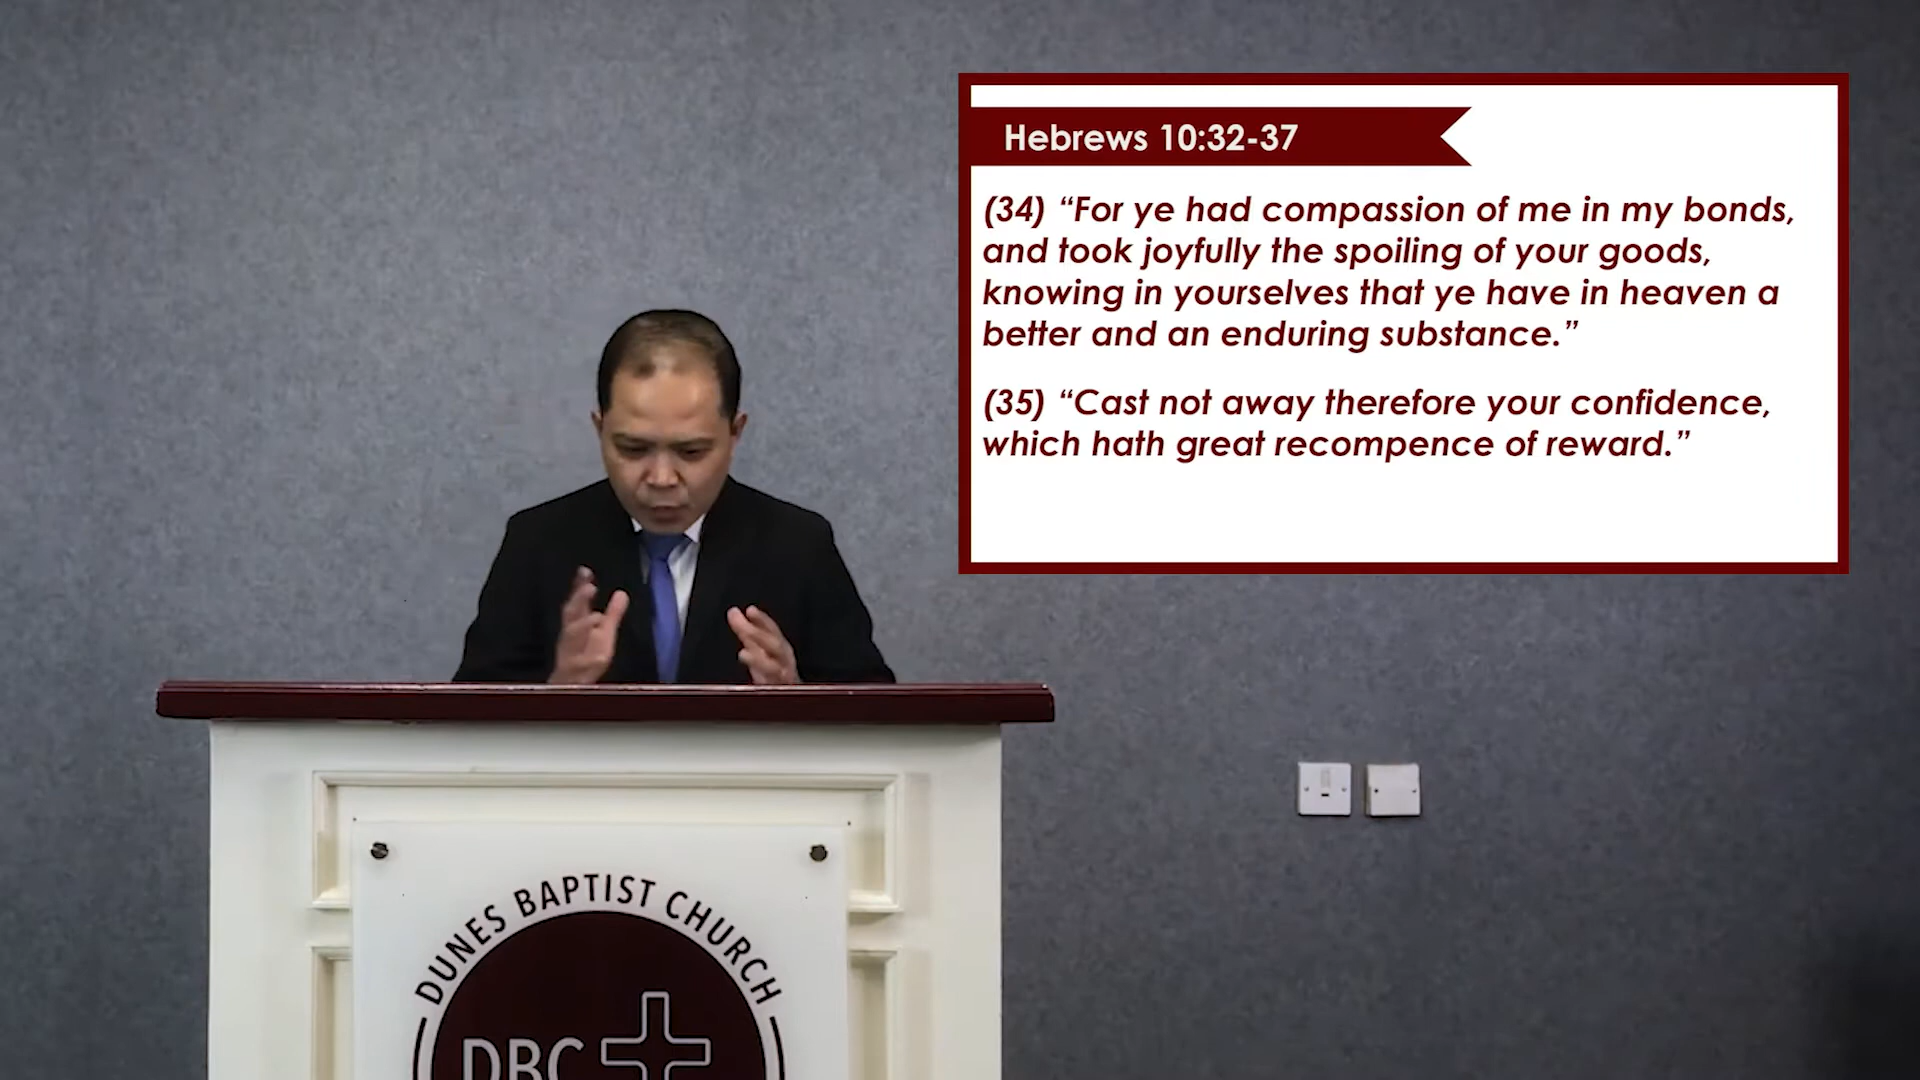 Hebrews 10:32-37
(34) “For ye had compassion of me in my bonds,
and took joyfully the spoiling of your goods,
knowing in yourselves that ye have in heaven a
better and an enduring substance.”
(35) “Cast not away therefore your confidence,
which hath great recompence of reward.”
DUNES BAPTIST CHURCH
DBC